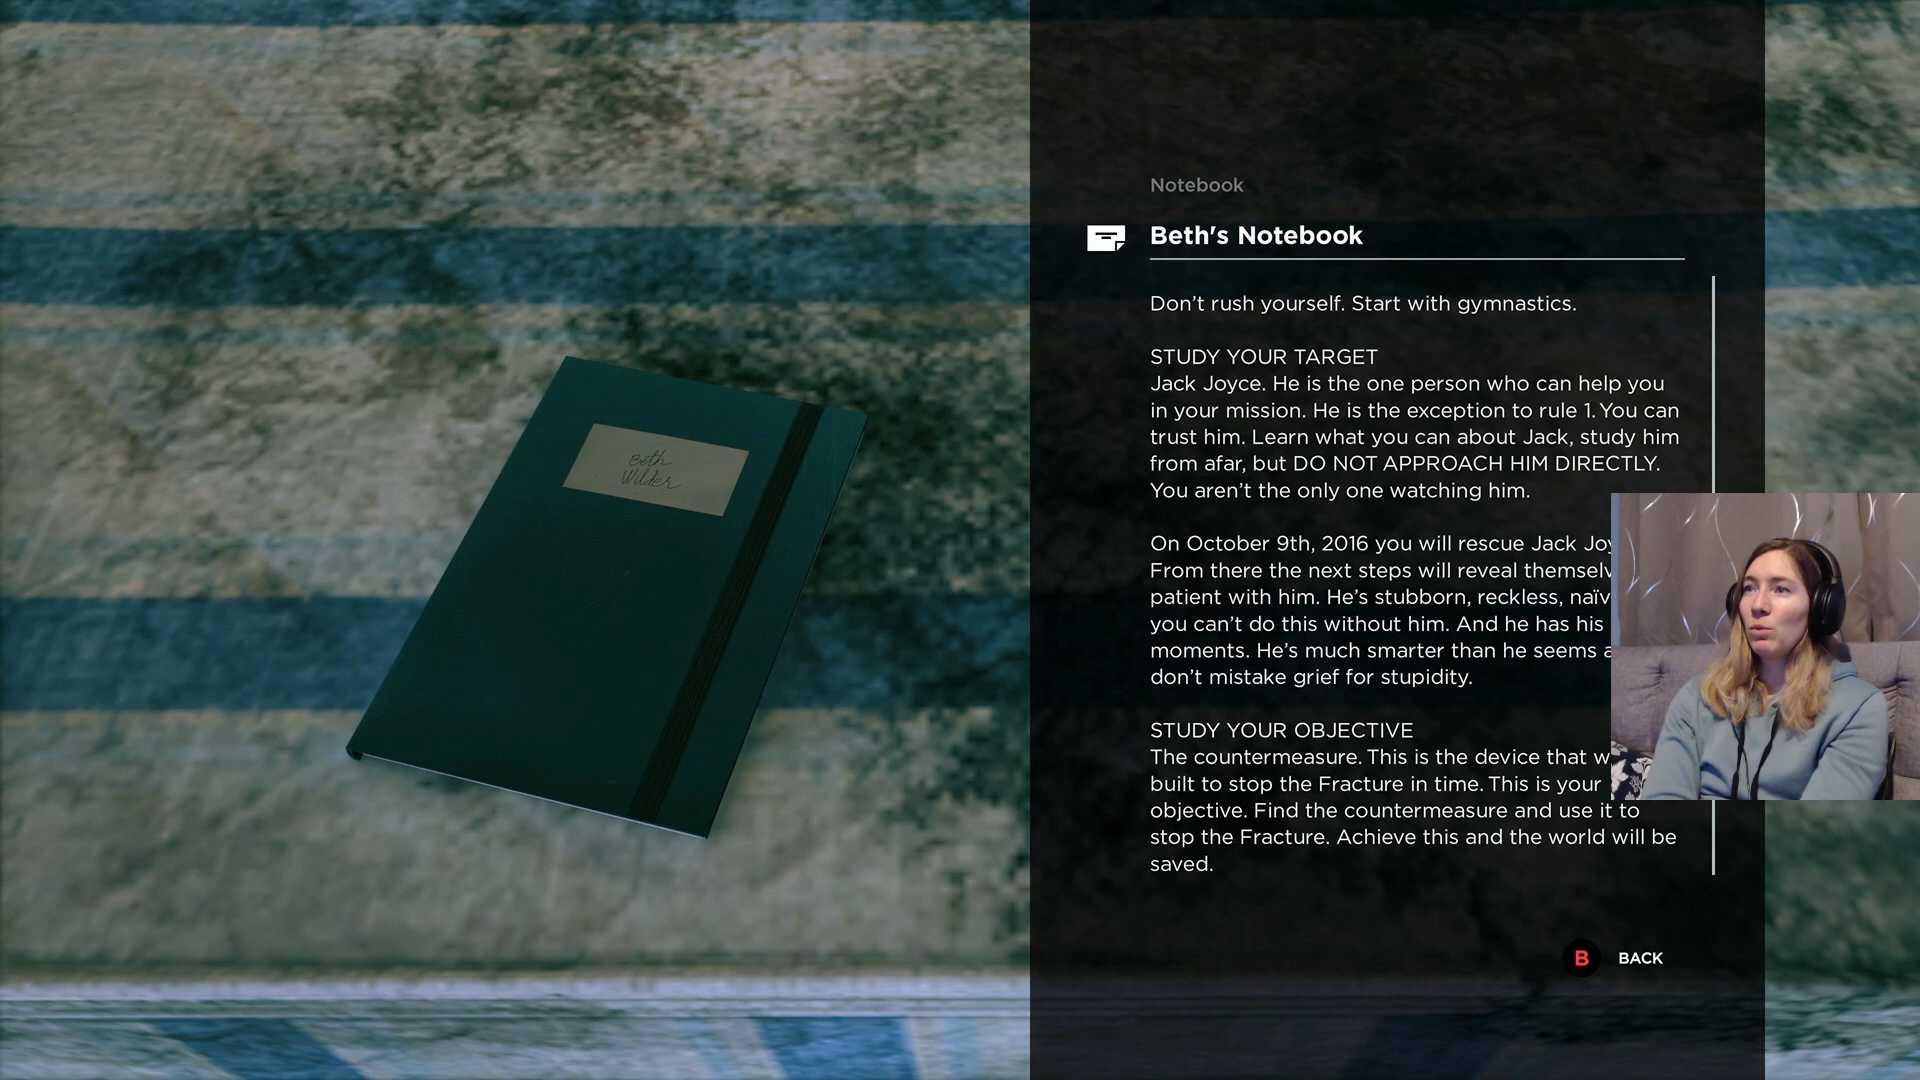 Notebook
Beth's Notebook
Don't rush yourself. Start with gymnastics.
STUDY YOUR TARGET
Jack Joyce. He is the one person who can help you
in your mission. He is the exception to rule 1. You can
trust him. Learn what you can about Jack, study him
from afar, but DO NOT APPROACH HIM DIRECTLY.
You aren't the only one watching him.
On October 9th, 2016 you will rescue Jack
From there the next steps will reveal
patient with him. He's stubborn, reckless,
you can't do this without him. And he has his
moments. He's much smarter than he seems
don't mistake grief for stupidity.
STUDY YOUR OBJECTIVE
The countermeasure. This is the device that
built to stop the Fracture in time. This is your
objective. Find the countermeasure and use it to
stop the Fracture. Achieve this and the world will be
saved.
B BACK
Beth
Wilder